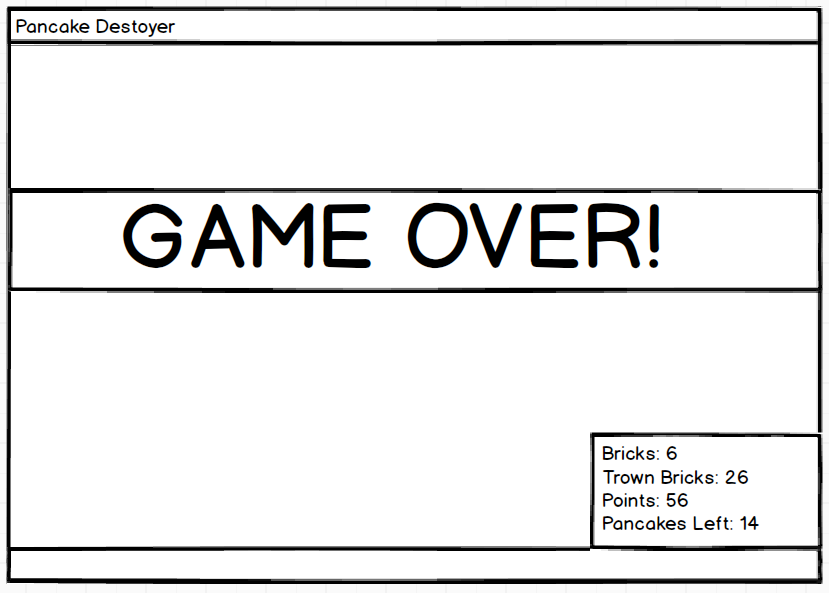 Pancake Destoyer
GAME OVER!
Bricks: 6
Trown Bricks: 26
Points: 56
Pancakes Left: 14